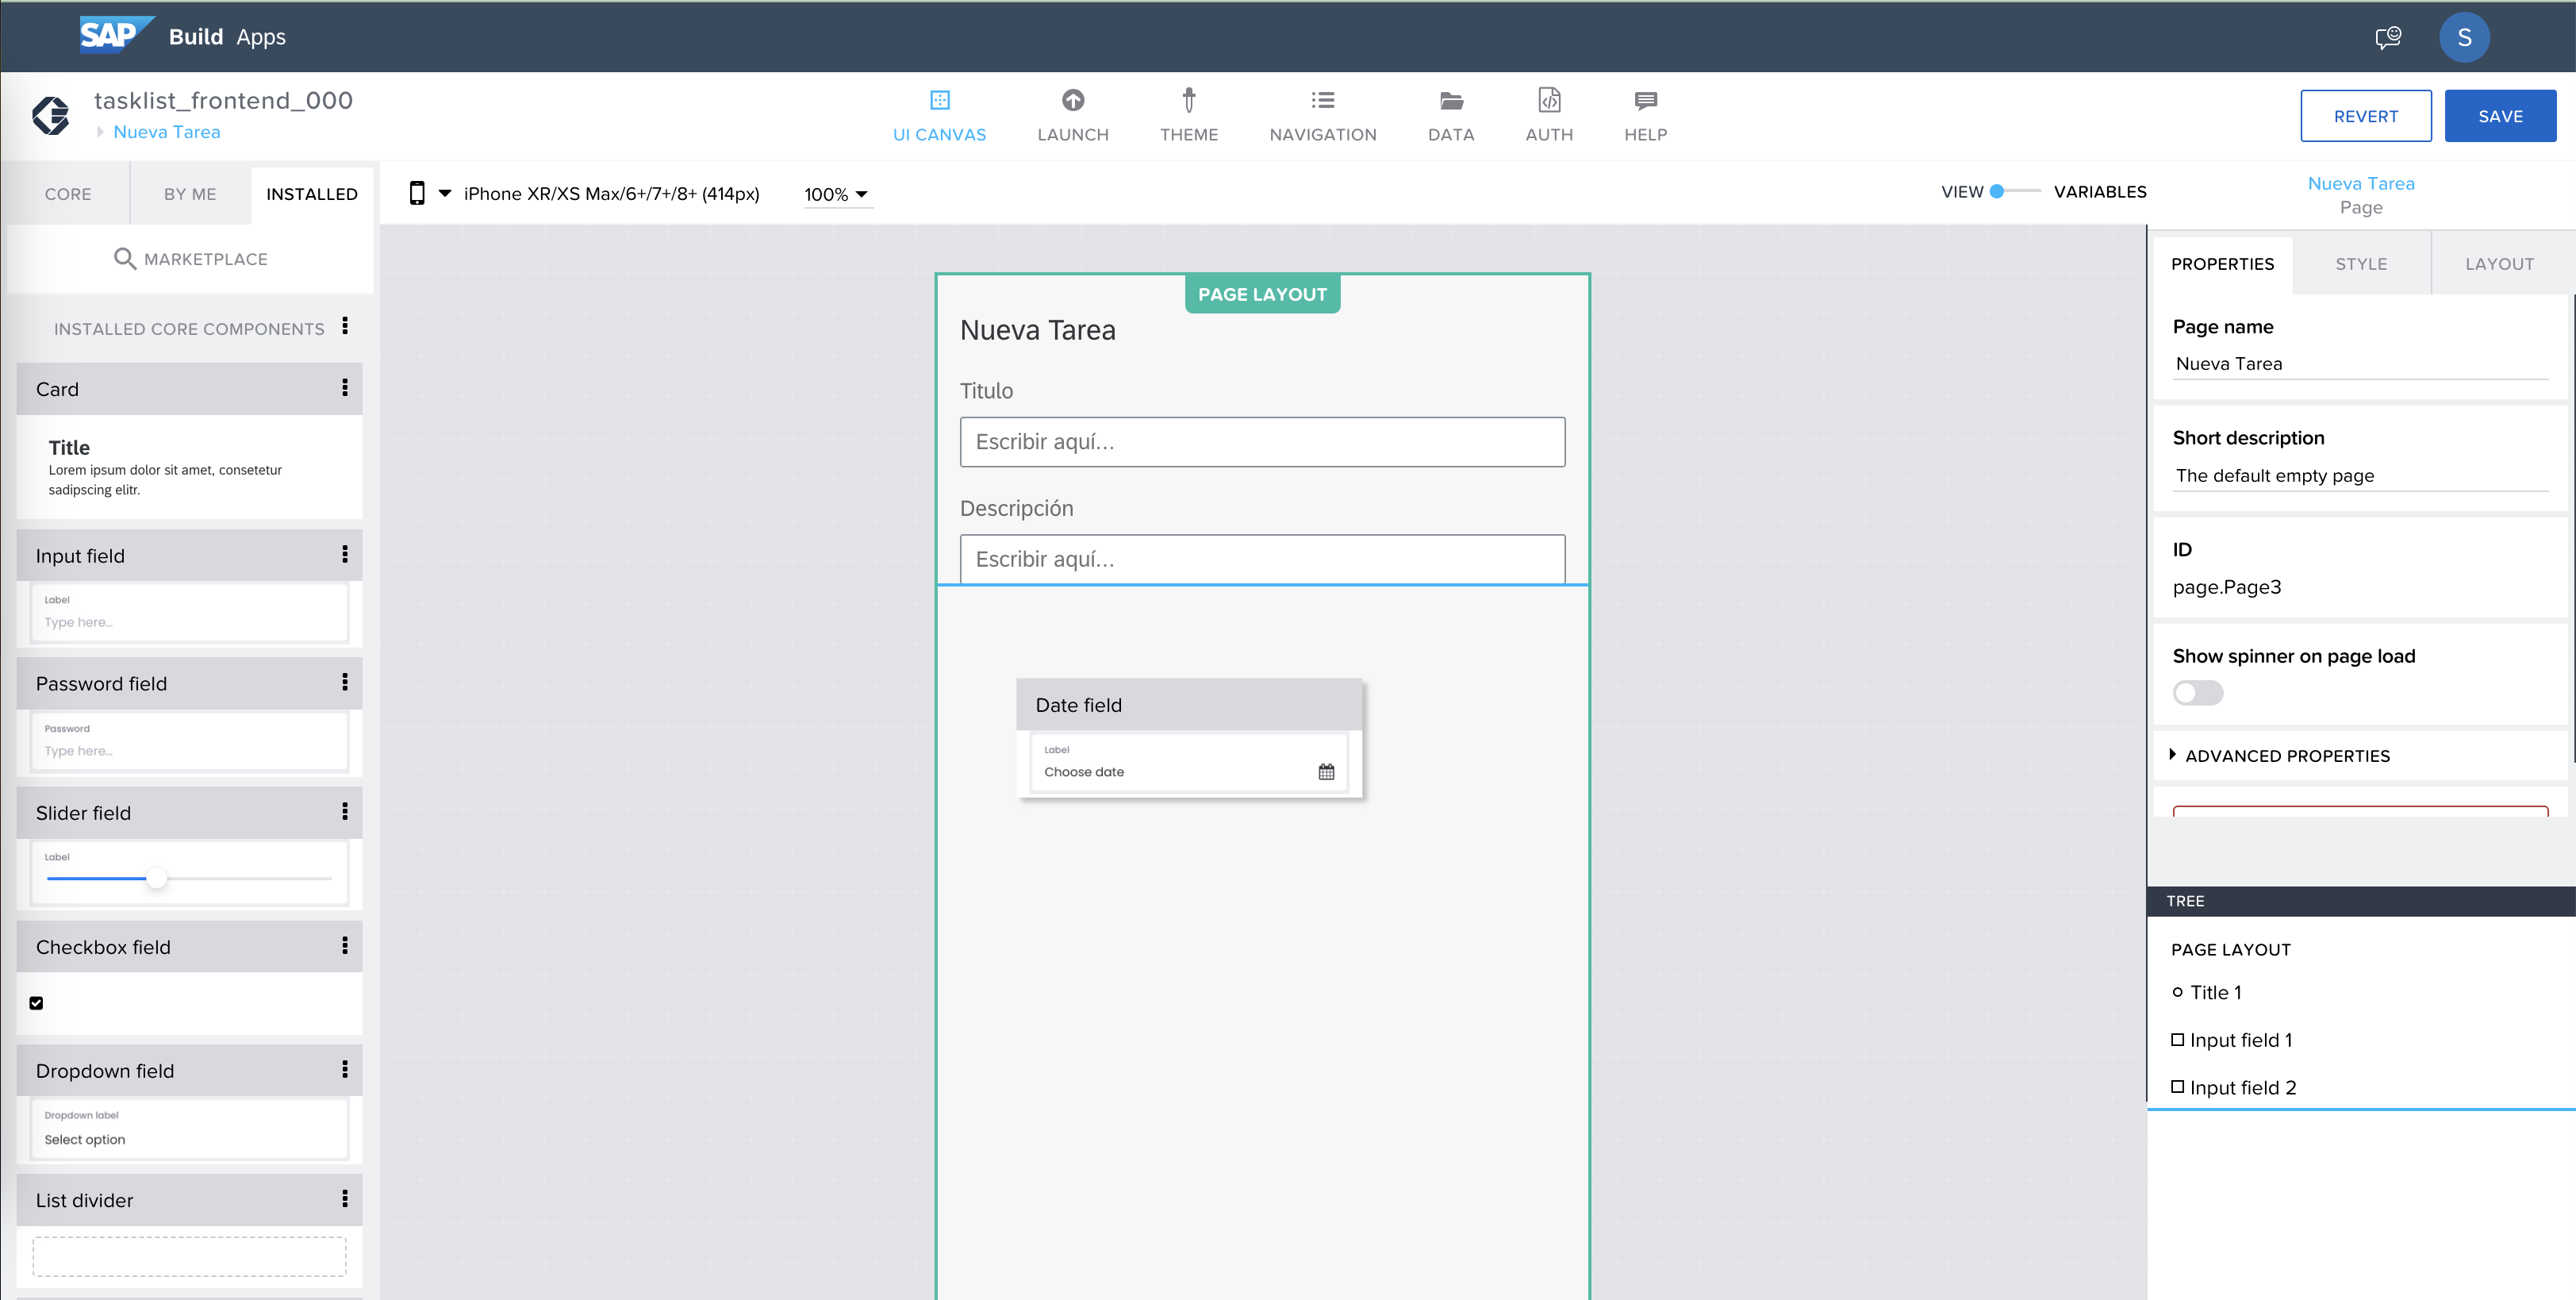 SAP Build Apps
S
tasklist_frontend_000
Nueva Tarea
UI CANVAS
LAUNCH
THEME
NAVIGATION
DATA
AUTH
HELP
REVERT
SAVE
CORE
BY ME
INSTALLED
iPhone XR/XS Max/6+/7+/8+ (414px)
100%
VIEW
VARIABLES
Nueva Tarea
Page
MARKETPLACE
INSTALLED CORE COMPONENTS
Card
Title
Lorem ipsum dolor sit amet, consetetur
sadipscing elitr.
Input field
Label
Type here...
Password field
Password
Type here...
Slider field
Label
Checkbox field
Dropdown field
Dropdown label
Select option
List divider
PAGE LAYOUT
Nueva Tarea
Titulo
Escribir aquí...
Descripción
Escribir aquí...
Date field
Label
Choose date
PROPERTIES
STYLE
LAYOUT
Page name
Nueva Tarea
Short description
The default empty page
ID
page.Page3
Show spinner on page load
ADVANCED PROPERTIES
TREE
PAGE LAYOUT
Title 1
Input field 1
Input field 2